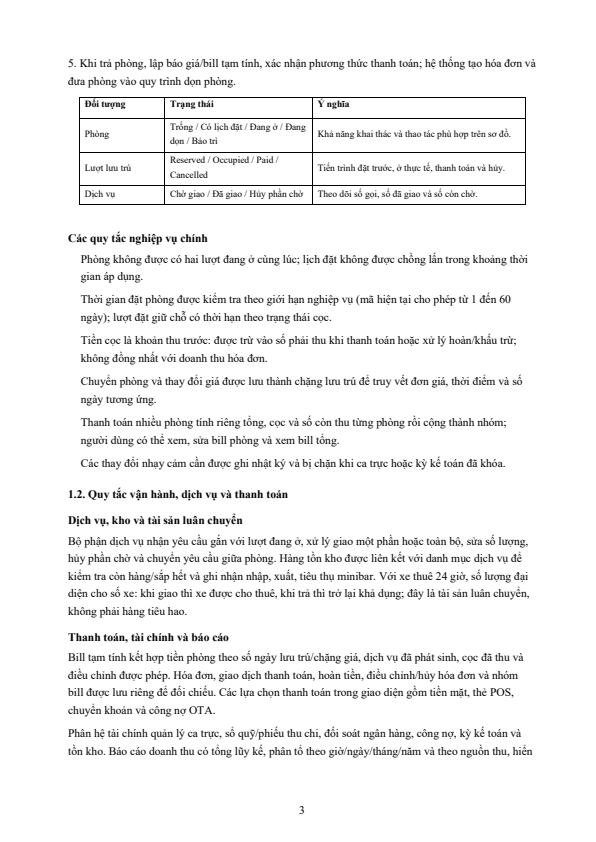 5. Khi trả phòng, lập báo giá/bill tạm tính, xác nhận phương thức thanh toán; hệ thống tạo hóa đơn và
đưa phòng vào quy trình dọn phòng.
Đối tượng Trạng thái Ý nghĩa
Phòng Trống / Có lịch đặt / Đang ở / Đang
dọn / Bảo trì Khả năng khai thác và thao tác phù hợp trên sơ đồ.
Lượt lưu trú Reserved / Occupied / Paid /
Cancelled Tiến trình đặt trước, ở thực tế, thanh toán và hủy.
Dịch vụ Chờ giao / Đã giao / Hủy phần chờ Theo dõi số gọi, số đã giao và số còn chờ.
Các quy tắc nghiệp vụ chính
Phòng không được có hai lượt đang ở cùng lúc; lịch đặt không được chồng lấn trong khoảng thời
gian áp dụng.
Thời gian đặt phòng được kiểm tra theo giới hạn nghiệp vụ (mã hiện tại cho phép từ 1 đến 60
ngày); lượt đặt giữ chỗ có thời hạn theo trạng thái cọc.
Tiền cọc là khoản thu trước: được trừ vào số phải thu khi thanh toán hoặc xử lý hoàn/khấu trừ;
không đồng nhất với doanh thu hóa đơn.
Chuyển phòng và thay đổi giá được lưu thành chặng lưu trú để truy vết đơn giá, thời điểm và số
ngày tương ứng.
Thanh toán nhiều phòng tính riêng tổng, cọc và số còn thu từng phòng rồi cộng thành nhóm;
người dùng có thể xem, sửa bill phòng và xem bill tổng.
Các thay đổi nhạy cảm cần được ghi nhật ký và bị chặn khi ca trực hoặc kỳ kế toán đã khóa.
1.2. Quy tắc vận hành, dịch vụ và thanh toán
Dịch vụ, kho và tài sản luân chuyển
Bộ phận dịch vụ nhận yêu cầu gắn với lượt đang ở, xử lý giao một phần hoặc toàn bộ, sửa số lượng,
hủy phần chờ và chuyển yêu cầu giữa phòng. Hàng tồn kho được liên kết với danh mục dịch vụ để
kiểm tra còn hàng/sắp hết và ghi nhận nhập, xuất, tiêu thụ minibar. Với xe thuê 24 giờ, số lượng đại
diện cho số xe: khi giao thì xe được cho thuê, khi trả thì trở lại khả dụng; đây là tài sản luân chuyển,
không phải hàng tiêu hao.
Thanh toán, tài chính và báo cáo
Bill tạm tính kết hợp tiền phòng theo số ngày lưu trú/chặng giá, dịch vụ đã phát sinh, cọc đã thu và
điều chỉnh được phép. Hóa đơn, giao dịch thanh toán, hoàn tiền, điều chỉnh/hủy hóa đơn và nhóm
bill được lưu riêng để đối chiếu. Các lựa chọn thanh toán trong giao diện gồm tiền mặt, thẻ POS,
chuyển khoản và công nợ OTA.
Phân hệ tài chính quản lý ca trực, sổ quỹ/phiếu thu chi, đối soát ngân hàng, công nợ, kỳ kế toán và
tồn kho. Báo cáo doanh thu có tổng lũy kế, phân tổ theo giờ/ngày/tháng/năm và theo nguồn thu, hiển
3